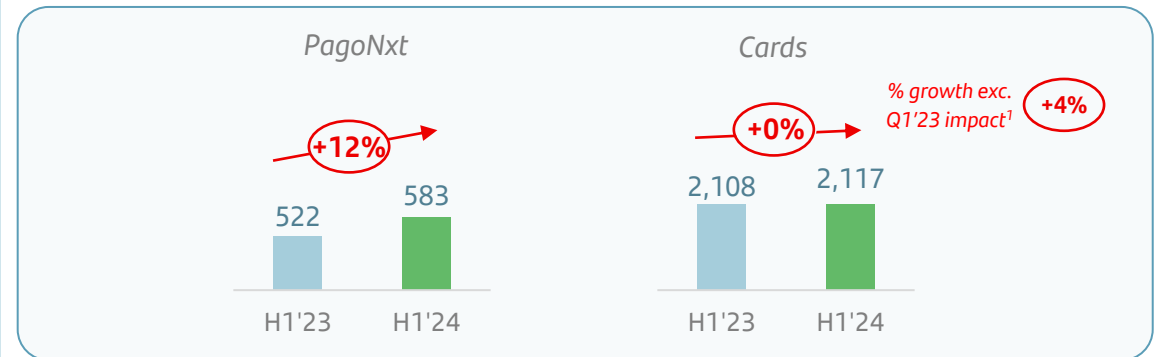 PagoNxt
+12%
522
583
H1'23
H1'24
Cards
% growth exc.
Q1'23 impact¹
+4%
+0%
2,108
2,117
H1'23
H1'24